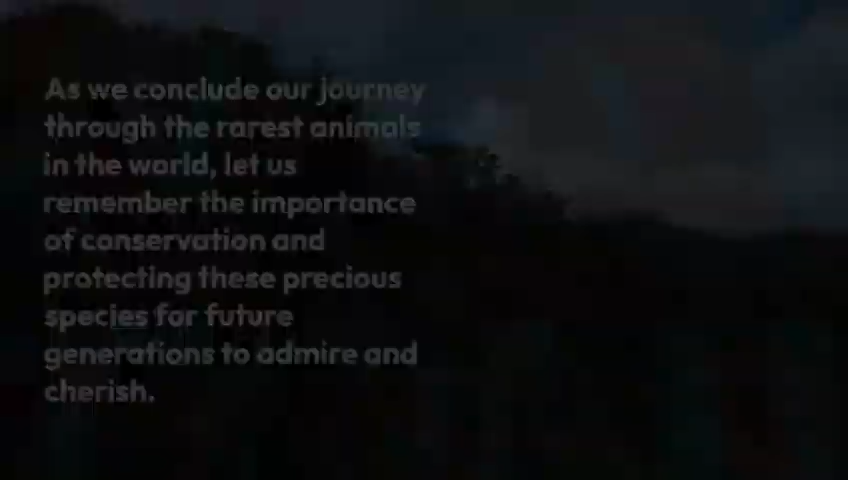 As we conclude our journey
through the rarest animals
in the world, let us
remember the importance
of conservation and
protecting these precious
species for future
generations to admire and
cherish.